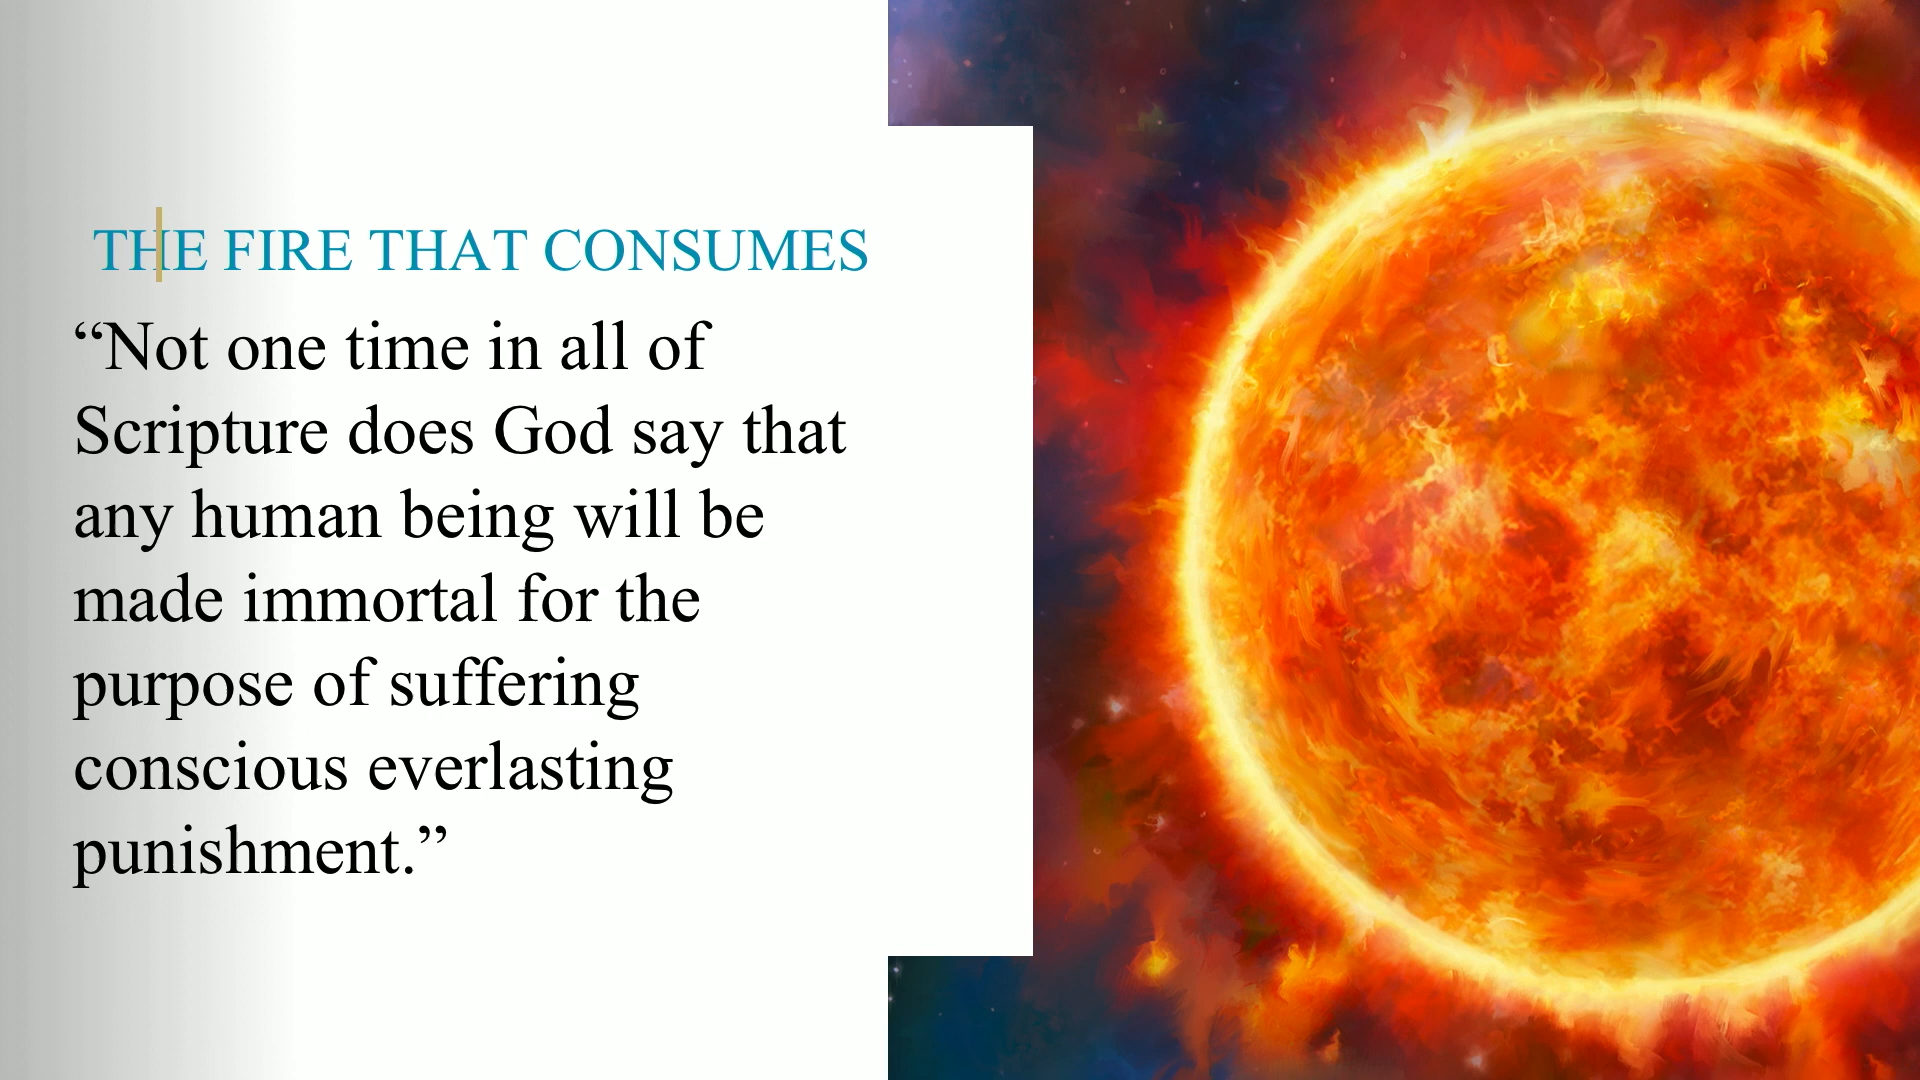 THE FIRE THAT CONSUMES
“Not one time in all of
Scripture does God say that
any human being will be
made immortal for the
purpose of suffering
conscious everlasting
punishment.”